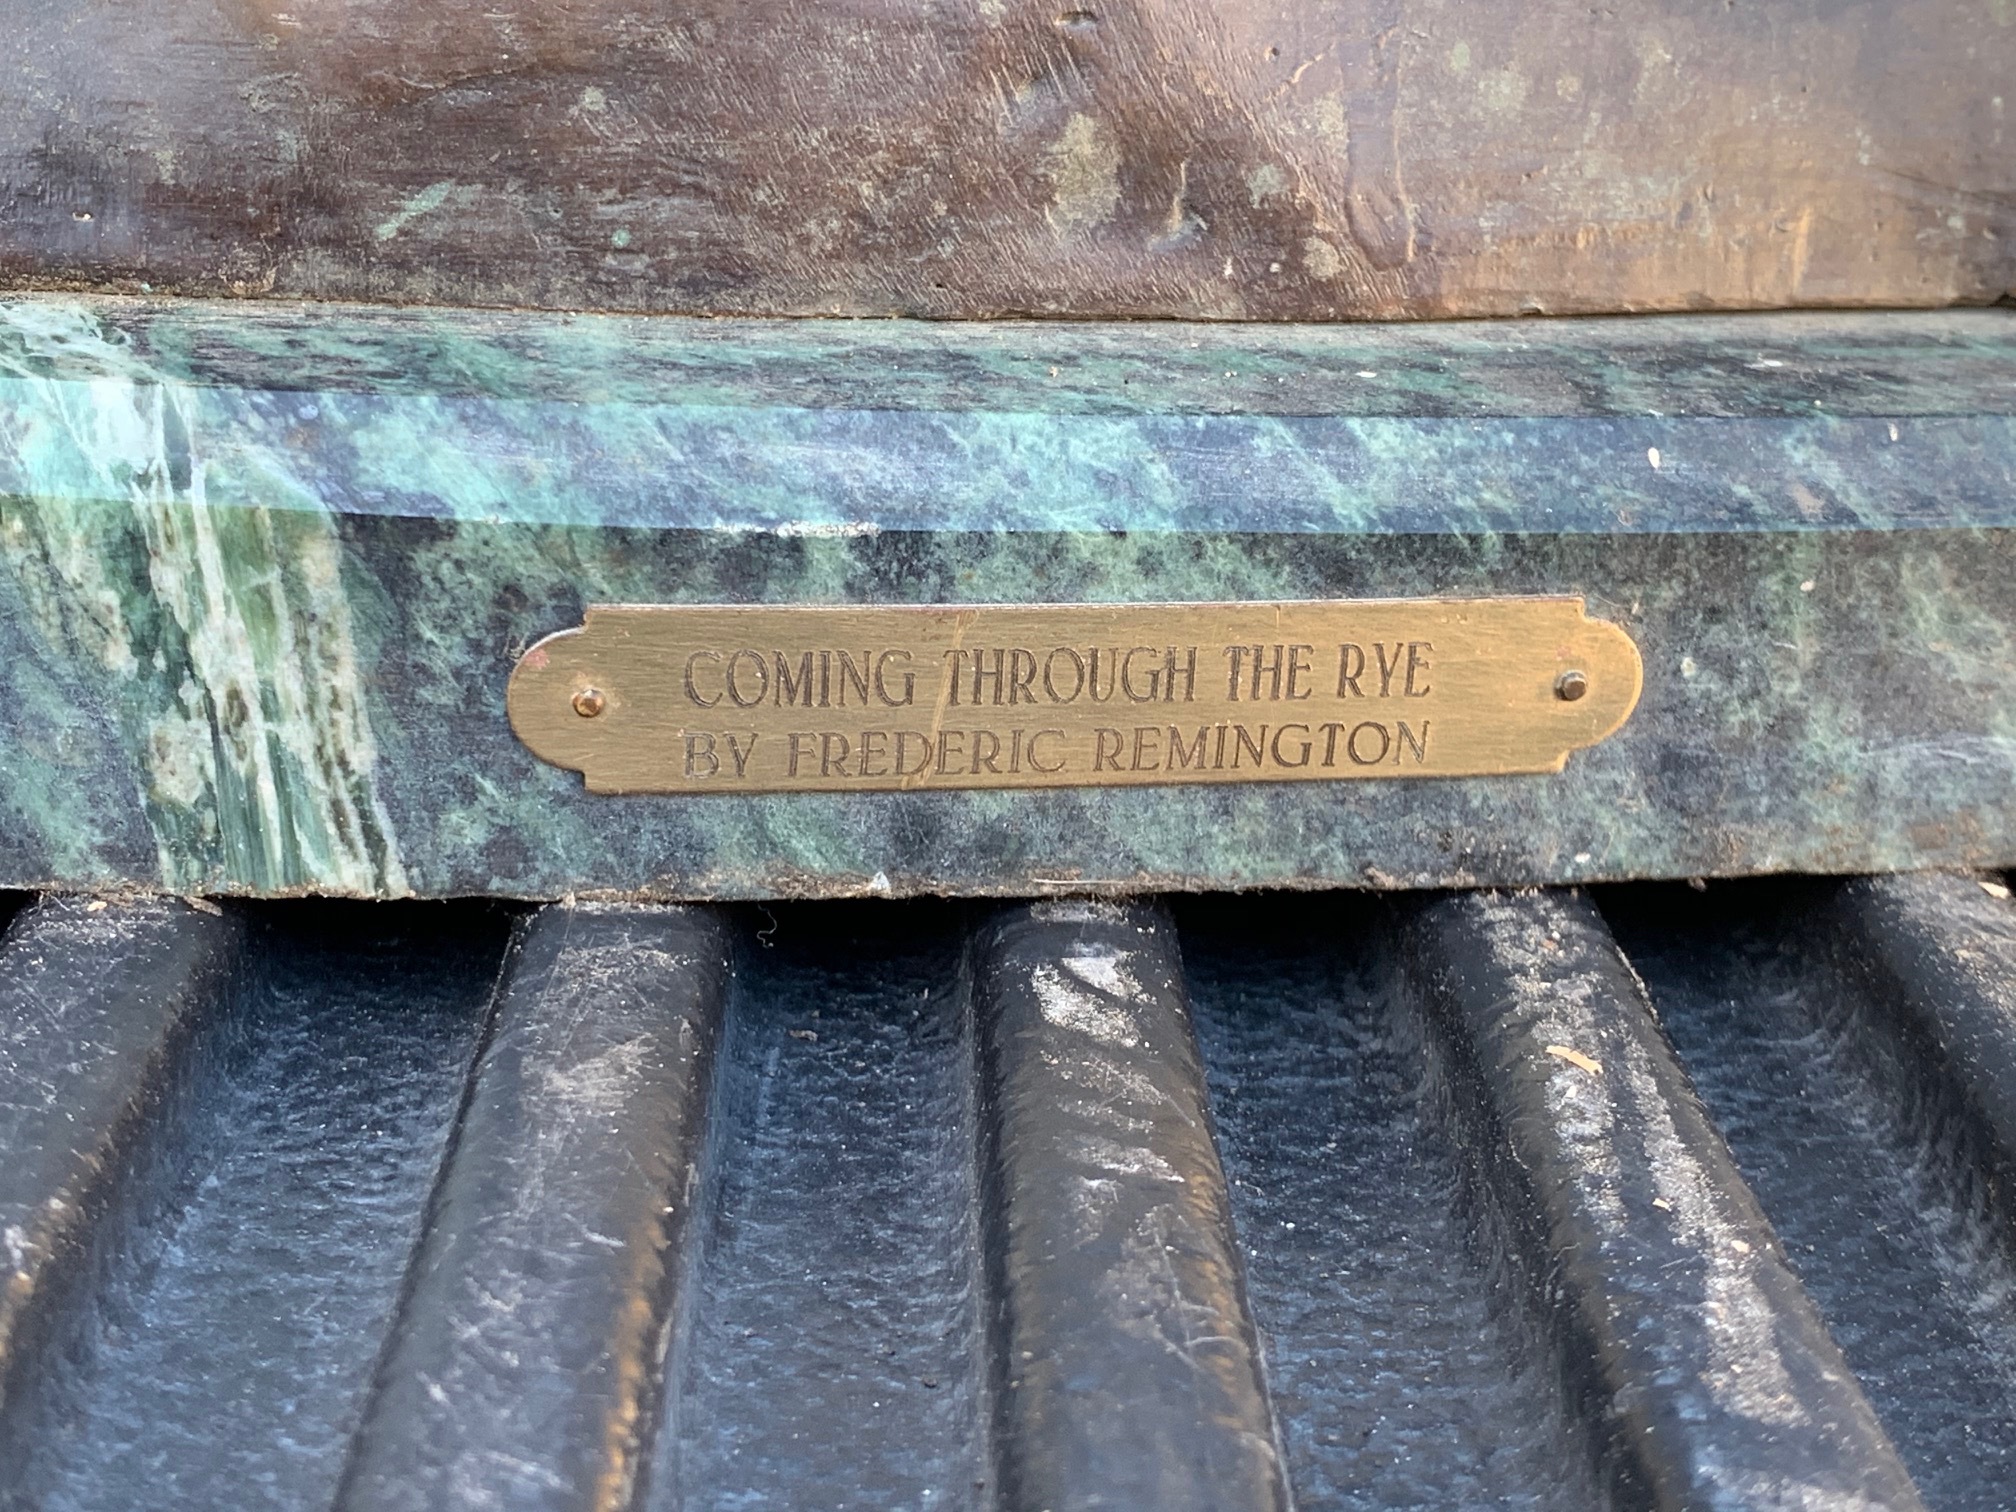 COMING THROUGH THE RYE
BY FREDERIC REMINGTON